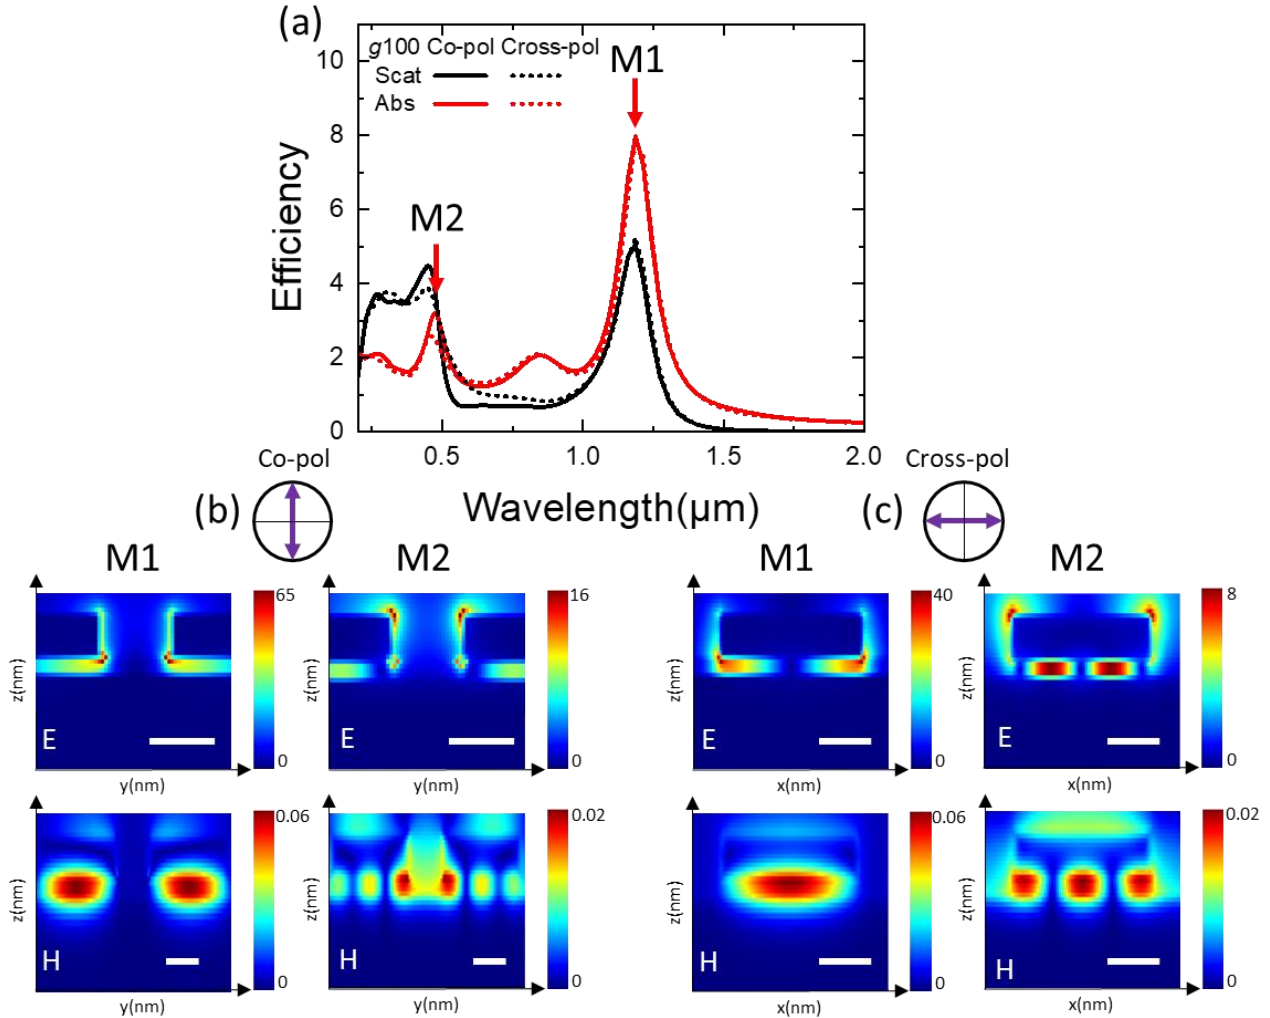 (a)
g100 Co-pol Cross-pol
Scat
Abs
M1
M2
Efficiency
10
8
6
4
2
0
0.5 1.0 1.5 2.0
Wavelength(μm)
Co-pol
(b)
Cross-pol
(c)
M1
65
0
z(nm)
E
y(nm)
M2
16
0
z(nm)
E
y(nm)
M1
40
0
z(nm)
E
x(nm)
M2
8
0
z(nm)
E
x(nm)
0.06
0
z(nm)
H
y(nm)
0.02
0
z(nm)
H
y(nm)
0.06
0
z(nm)
H
x(nm)
0.02
0
z(nm)
H
x(nm)